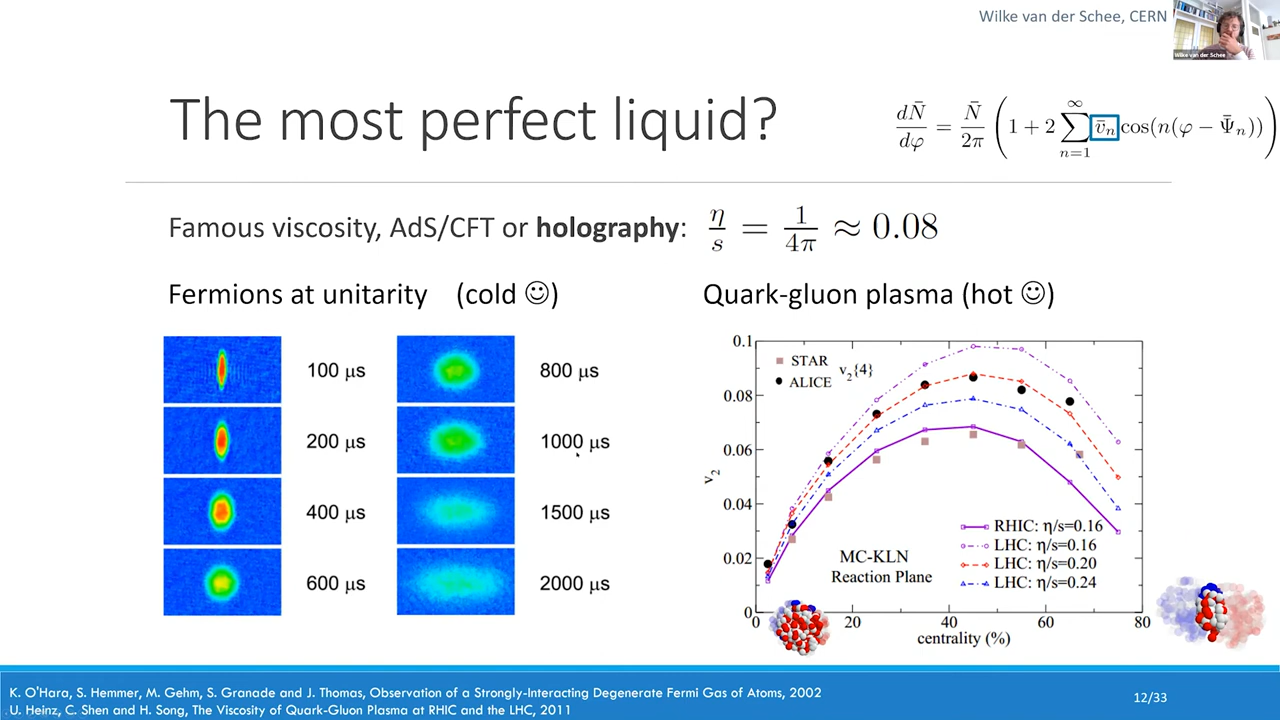 Wilke van der Schee, CERN
Wilke van der Schee
The most perfect liquid?
dN̄/dφ = N̄/2π (1 + 2 ∑_{n=1}^{∞} v̄_n cos(n(φ − Ψ̄_n)))
Famous viscosity, AdS/CFT or holography: η/s = 1/4π ≈ 0.08
Fermions at unitarity (cold ☺)
Quark-gluon plasma (hot ☺)
100 µs
800 µs
200 µs
1000 µs
400 µs
1500 µs
600 µs
2000 µs
0.1
0.08
0.06
0.04
0.02
0
v₂
STAR
ALICE
v₂{4}
MC-KLN
Reaction Plane
RHIC: η/s=0.16
LHC: η/s=0.16
LHC: η/s=0.20
LHC: η/s=0.24
0 20 40 60 80
centrality (%)
K. O'Hara, S. Hemmer, M. Gehm, S. Granade and J. Thomas, Observation of a Strongly-Interacting Degenerate Fermi Gas of Atoms, 2002
U. Heinz, C. Shen and H. Song, The Viscosity of Quark-Gluon Plasma at RHIC and the LHC, 2011
12/33